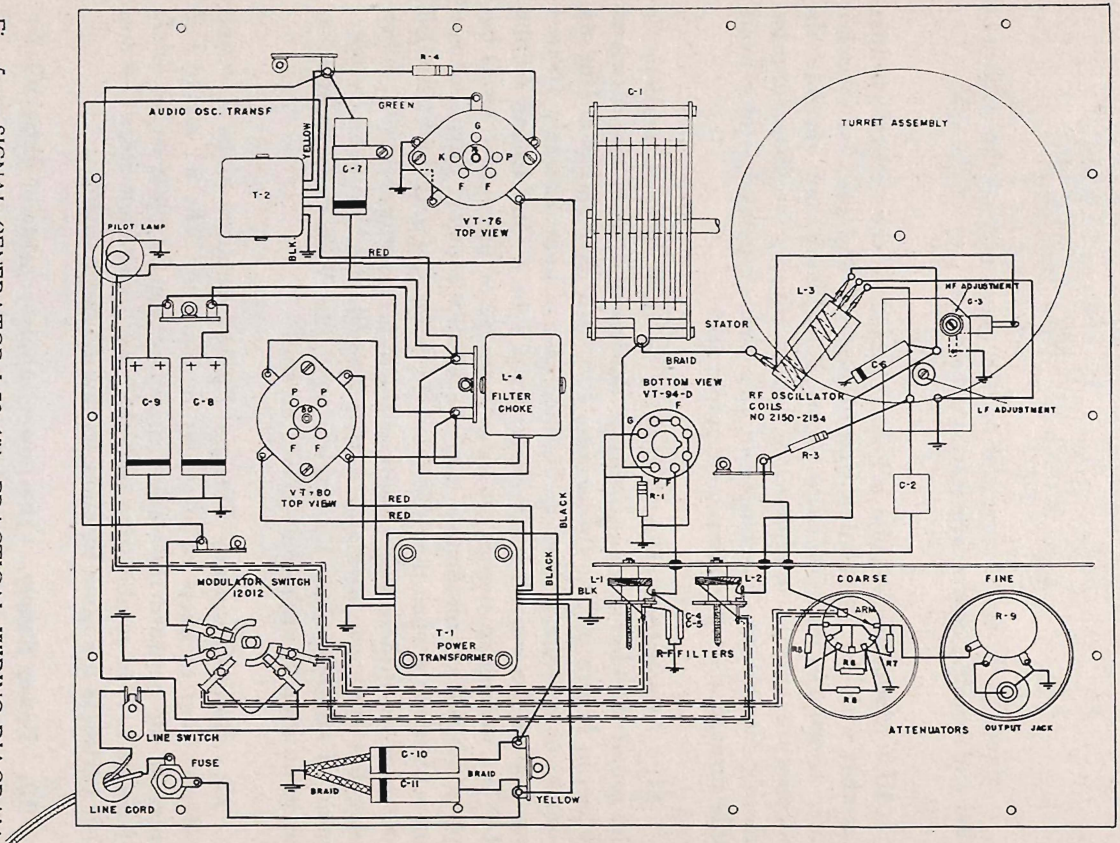 R-4
C-1
AUDIO OSC. TRANSF
GREEN
TURRET ASSEMBLY
YELLOW
C-7
G
K
P
F F
T-2
VT-76
TOP VIEW
PILOT LAMP
BLK.
RED
L-3
HF ADJUSTMENT
C-3
STATOR
BRAID
C-6
L-4
FILTER
CHOKE
C-9
C-8
P P
80
F F
BOTTOM VIEW
VT-94-D
F
G
P F
RF OSCILLATOR
COILS
NO 2150-2154
LF ADJUSTMENT
R-3
VT-80
TOP VIEW
RED
RED
R-1
C-2
BLACK
BLACK
MODULATOR SWITCH
12012
L-1
BLK
L-2
COARSE
FINE
T-1
POWER
TRANSFORMER
C-4
C-5
RF FILTERS
ARM
R5
R6
R7
R8
R-9
LINE SWITCH
ATTENUATORS
OUTPUT JACK
FUSE
C-10
C-11
BRAID
BRAID
YELLOW
LINE CORD